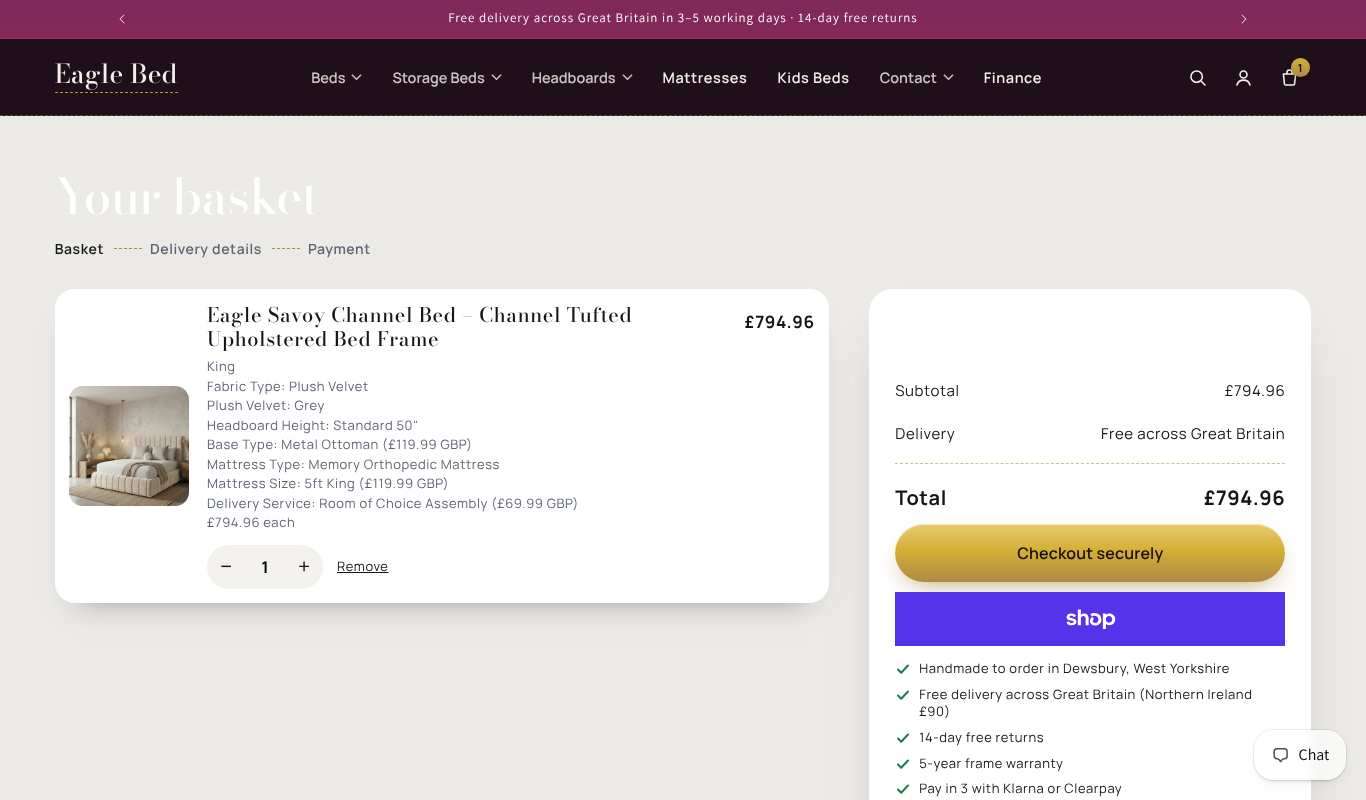 Free delivery across Great Britain in 3–5 working days · 14-day free returns
Eagle Bed
Beds
Storage Beds
Headboards
Mattresses
Kids Beds
Contact
Finance
1
Your basket
Basket
Delivery details
Payment
Eagle Savoy Channel Bed – Channel Tufted
Upholstered Bed Frame
£794.96
King
Fabric Type: Plush Velvet
Plush Velvet: Grey
Headboard Height: Standard 50"
Base Type: Metal Ottoman (£119.99 GBP)
Mattress Type: Memory Orthopedic Mattress
Mattress Size: 5ft King (£119.99 GBP)
Delivery Service: Room of Choice Assembly (£69.99 GBP)
£794.96 each
− 1 +
Remove
Subtotal £794.96
Delivery Free across Great Britain
Total £794.96
Checkout securely
shop
Handmade to order in Dewsbury, West Yorkshire
Free delivery across Great Britain (Northern Ireland
£90)
14-day free returns
5-year frame warranty
Pay in 3 with Klarna or Clearpay
Chat